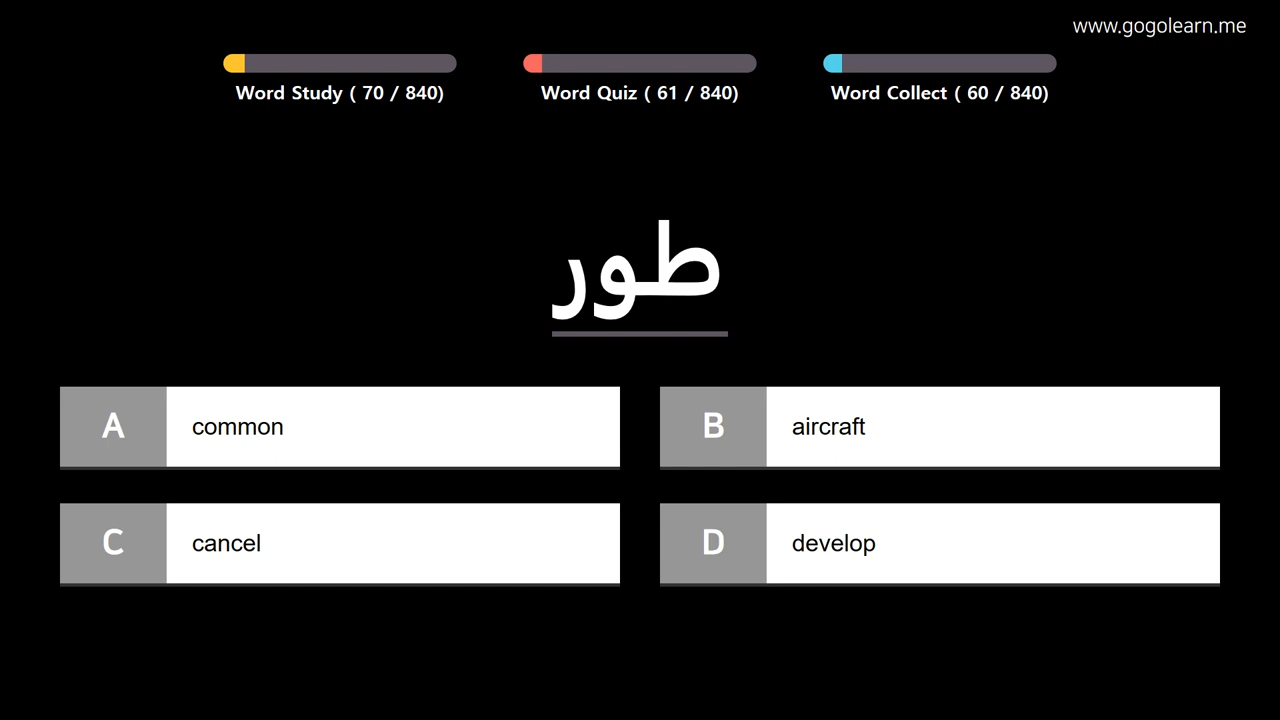 www.gogolearn.me
Word Study ( 70 / 840)
Word Quiz ( 61 / 840)
Word Collect ( 60 / 840)
طور
A common
B aircraft
C cancel
D develop